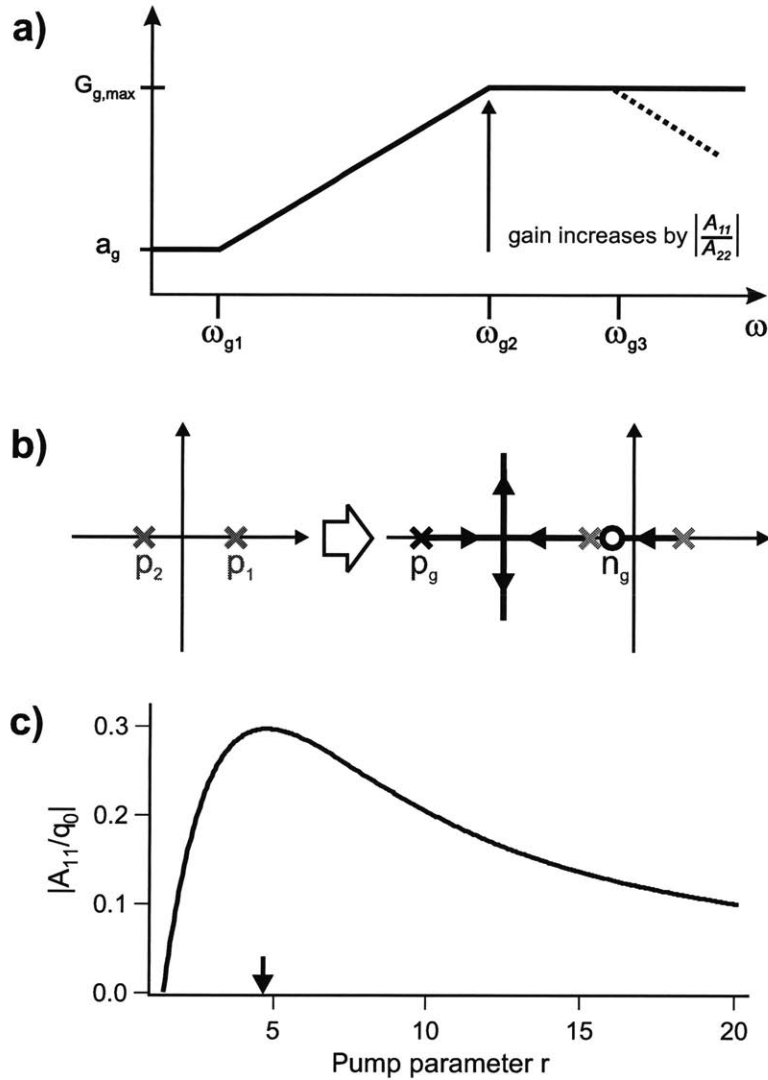 a)
G_g,max
a_g
gain increases by |A_11/A_22|
ω_g1
ω_g2
ω_g3
ω
b)
p_2
p_1
p_g
n_g
c)
|A_11/q_0|
0.3
0.2
0.1
0.0
5
10
15
20
Pump parameter r